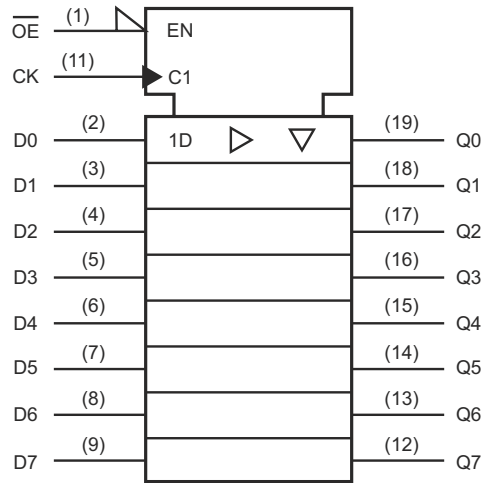 OE (1) EN
CK (11) C1
D0 (2) 1D (19) Q0
D1 (3) (18) Q1
D2 (4) (17) Q2
D3 (5) (16) Q3
D4 (6) (15) Q4
D5 (7) (14) Q5
D6 (8) (13) Q6
D7 (9) (12) Q7